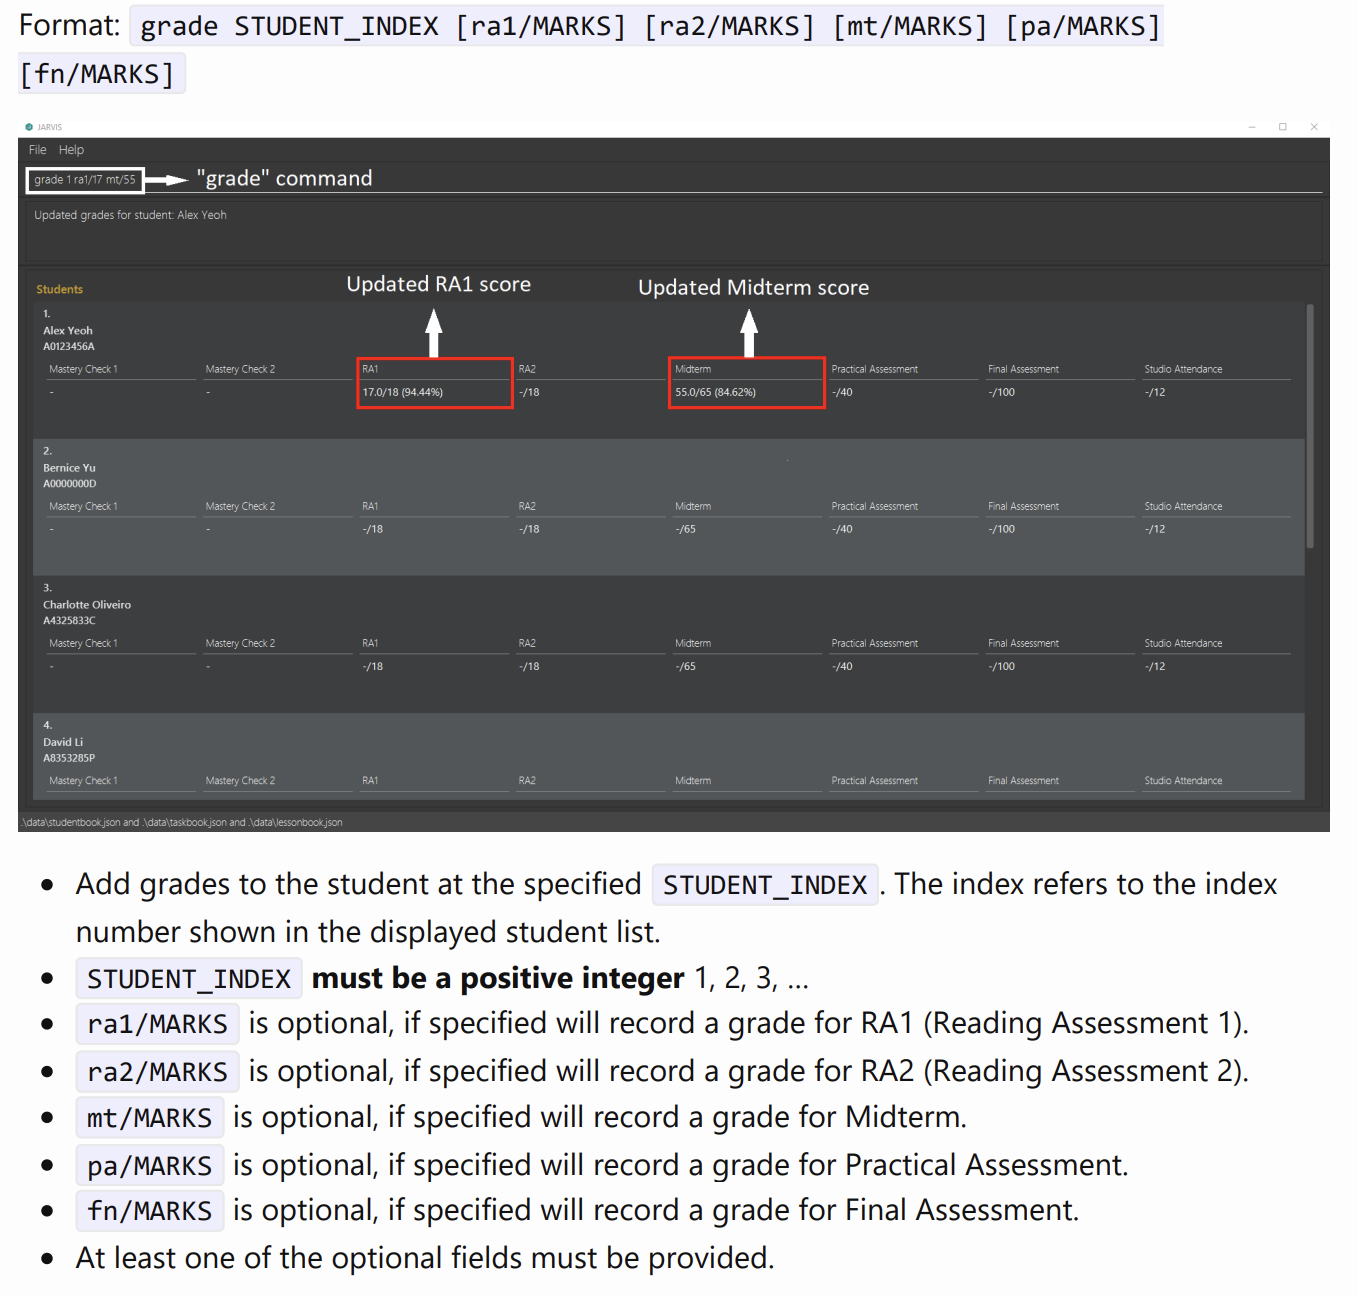 Format: grade STUDENT_INDEX [ra1/MARKS] [ra2/MARKS] [mt/MARKS] [pa/MARKS]
[fn/MARKS]
JARVIS
File Help
grade 1 ra1/17 mt/55 "grade" command
Updated grades for student: Alex Yeoh
Updated RA1 score Updated Midterm score
Students
1.
Alex Yeoh
A0123456A
Mastery Check 1 Mastery Check 2 RA1 RA2 Midterm Practical Assessment Final Assessment Studio Attendance
- - 17.0/18 (94.44%) -/18 55.0/65 (84.62%) -/40 -/100 -/12
2.
Bernice Yu
A0000000D
Mastery Check 1 Mastery Check 2 RA1 RA2 Midterm Practical Assessment Final Assessment Studio Attendance
- - -/18 -/18 -/65 -/40 -/100 -/12
3.
Charlotte Oliveiro
A4325833C
Mastery Check 1 Mastery Check 2 RA1 RA2 Midterm Practical Assessment Final Assessment Studio Attendance
- - -/18 -/18 -/65 -/40 -/100 -/12
4.
David Li
A8353285P
Mastery Check 1 Mastery Check 2 RA1 RA2 Midterm Practical Assessment Final Assessment Studio Attendance
.\data\studentbook.json and .\data\taskbook.json and .\data\lessonbook.json
• Add grades to the student at the specified STUDENT_INDEX. The index refers to the index
number shown in the displayed student list.
• STUDENT_INDEX must be a positive integer 1, 2, 3, ...
• ra1/MARKS is optional, if specified will record a grade for RA1 (Reading Assessment 1).
• ra2/MARKS is optional, if specified will record a grade for RA2 (Reading Assessment 2).
• mt/MARKS is optional, if specified will record a grade for Midterm.
• pa/MARKS is optional, if specified will record a grade for Practical Assessment.
• fn/MARKS is optional, if specified will record a grade for Final Assessment.
• At least one of the optional fields must be provided.